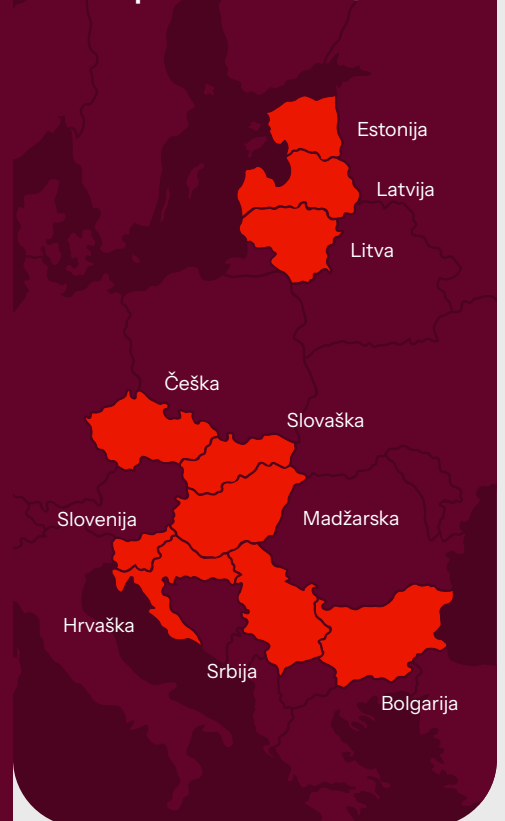 Estonija
Latvija
Litva
Češka
Slovaška
Slovenija
Madžarska
Hrvaška
Srbija
Bolgarija